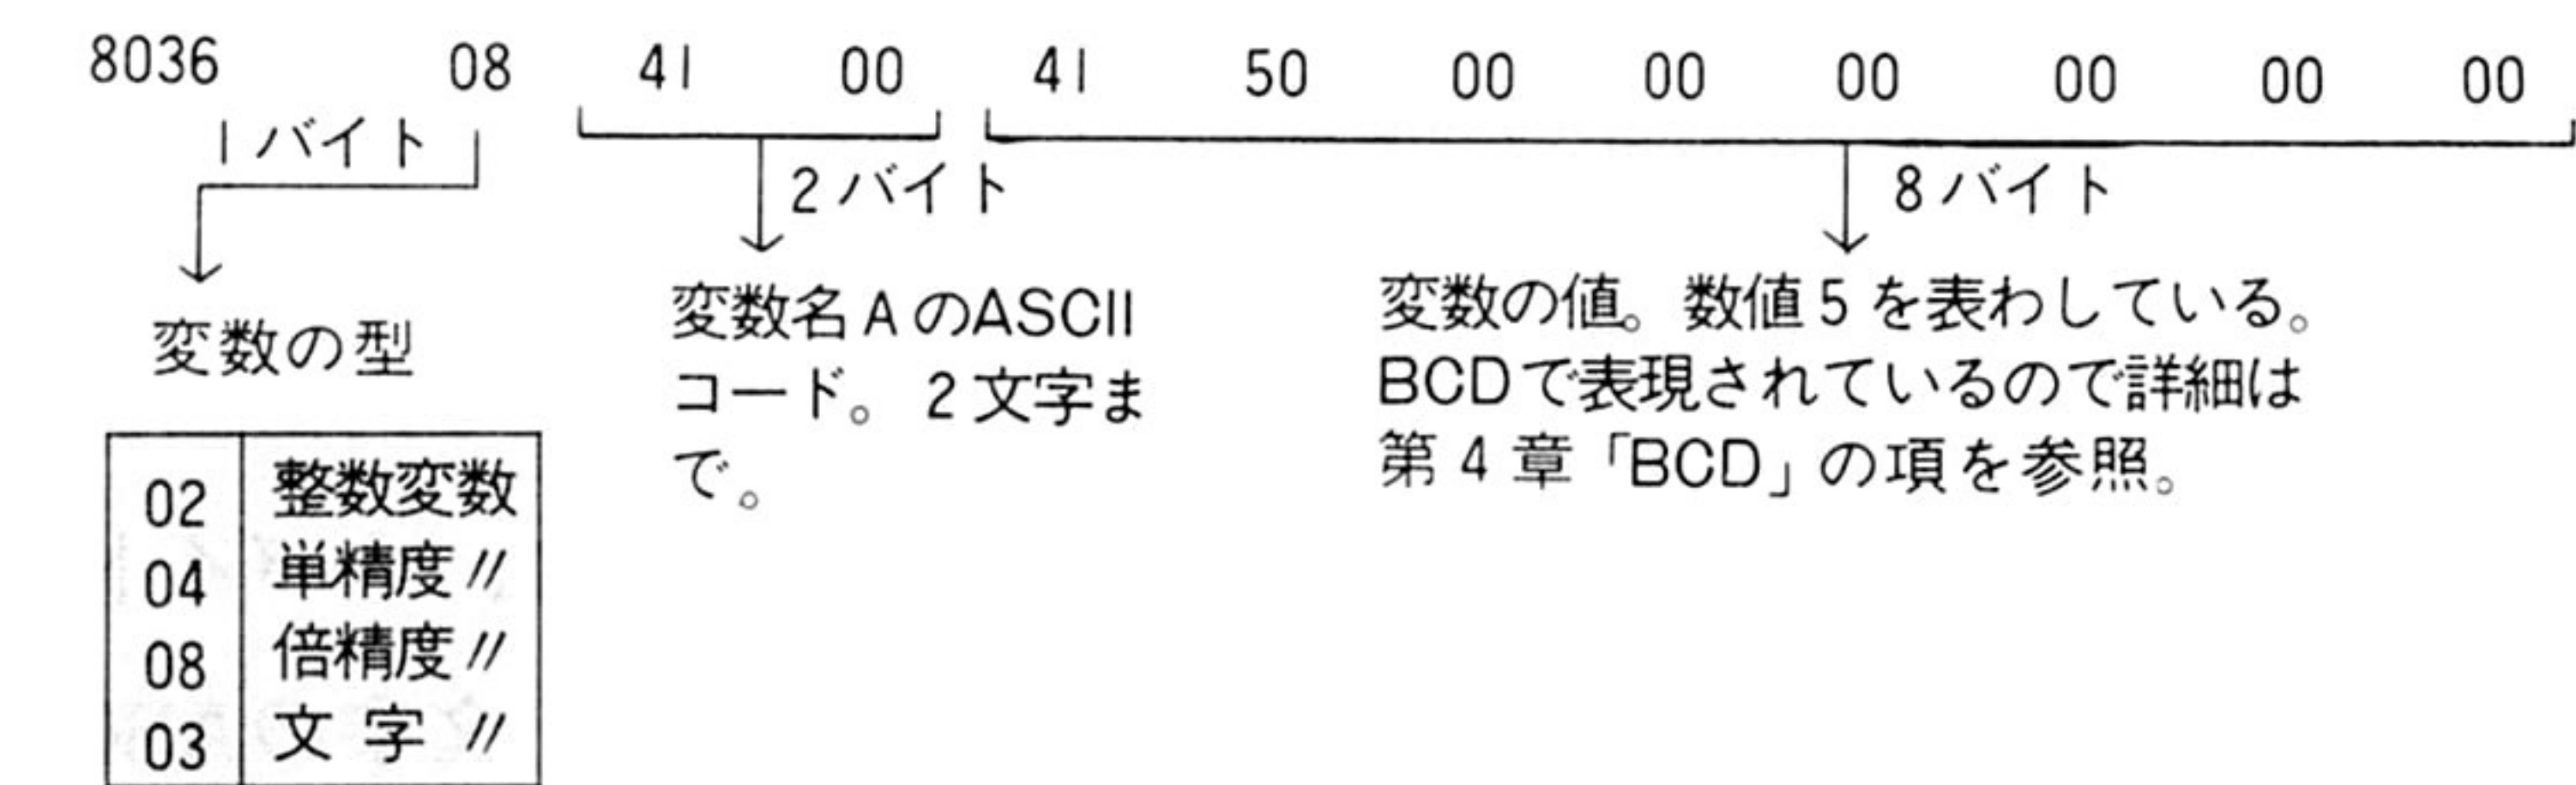 8036 08 41 00 41 50 00 00 00 00 00 00
1バイト
2バイト
8バイト
変数の型
変数名AのASCII
コード。2文字ま
で。
変数の値。数値5を表わしている。
BCDで表現されているので詳細は
第4章「BCD」の項を参照。
02 整数変数
04 単精度〃
08 倍精度〃
03 文字〃